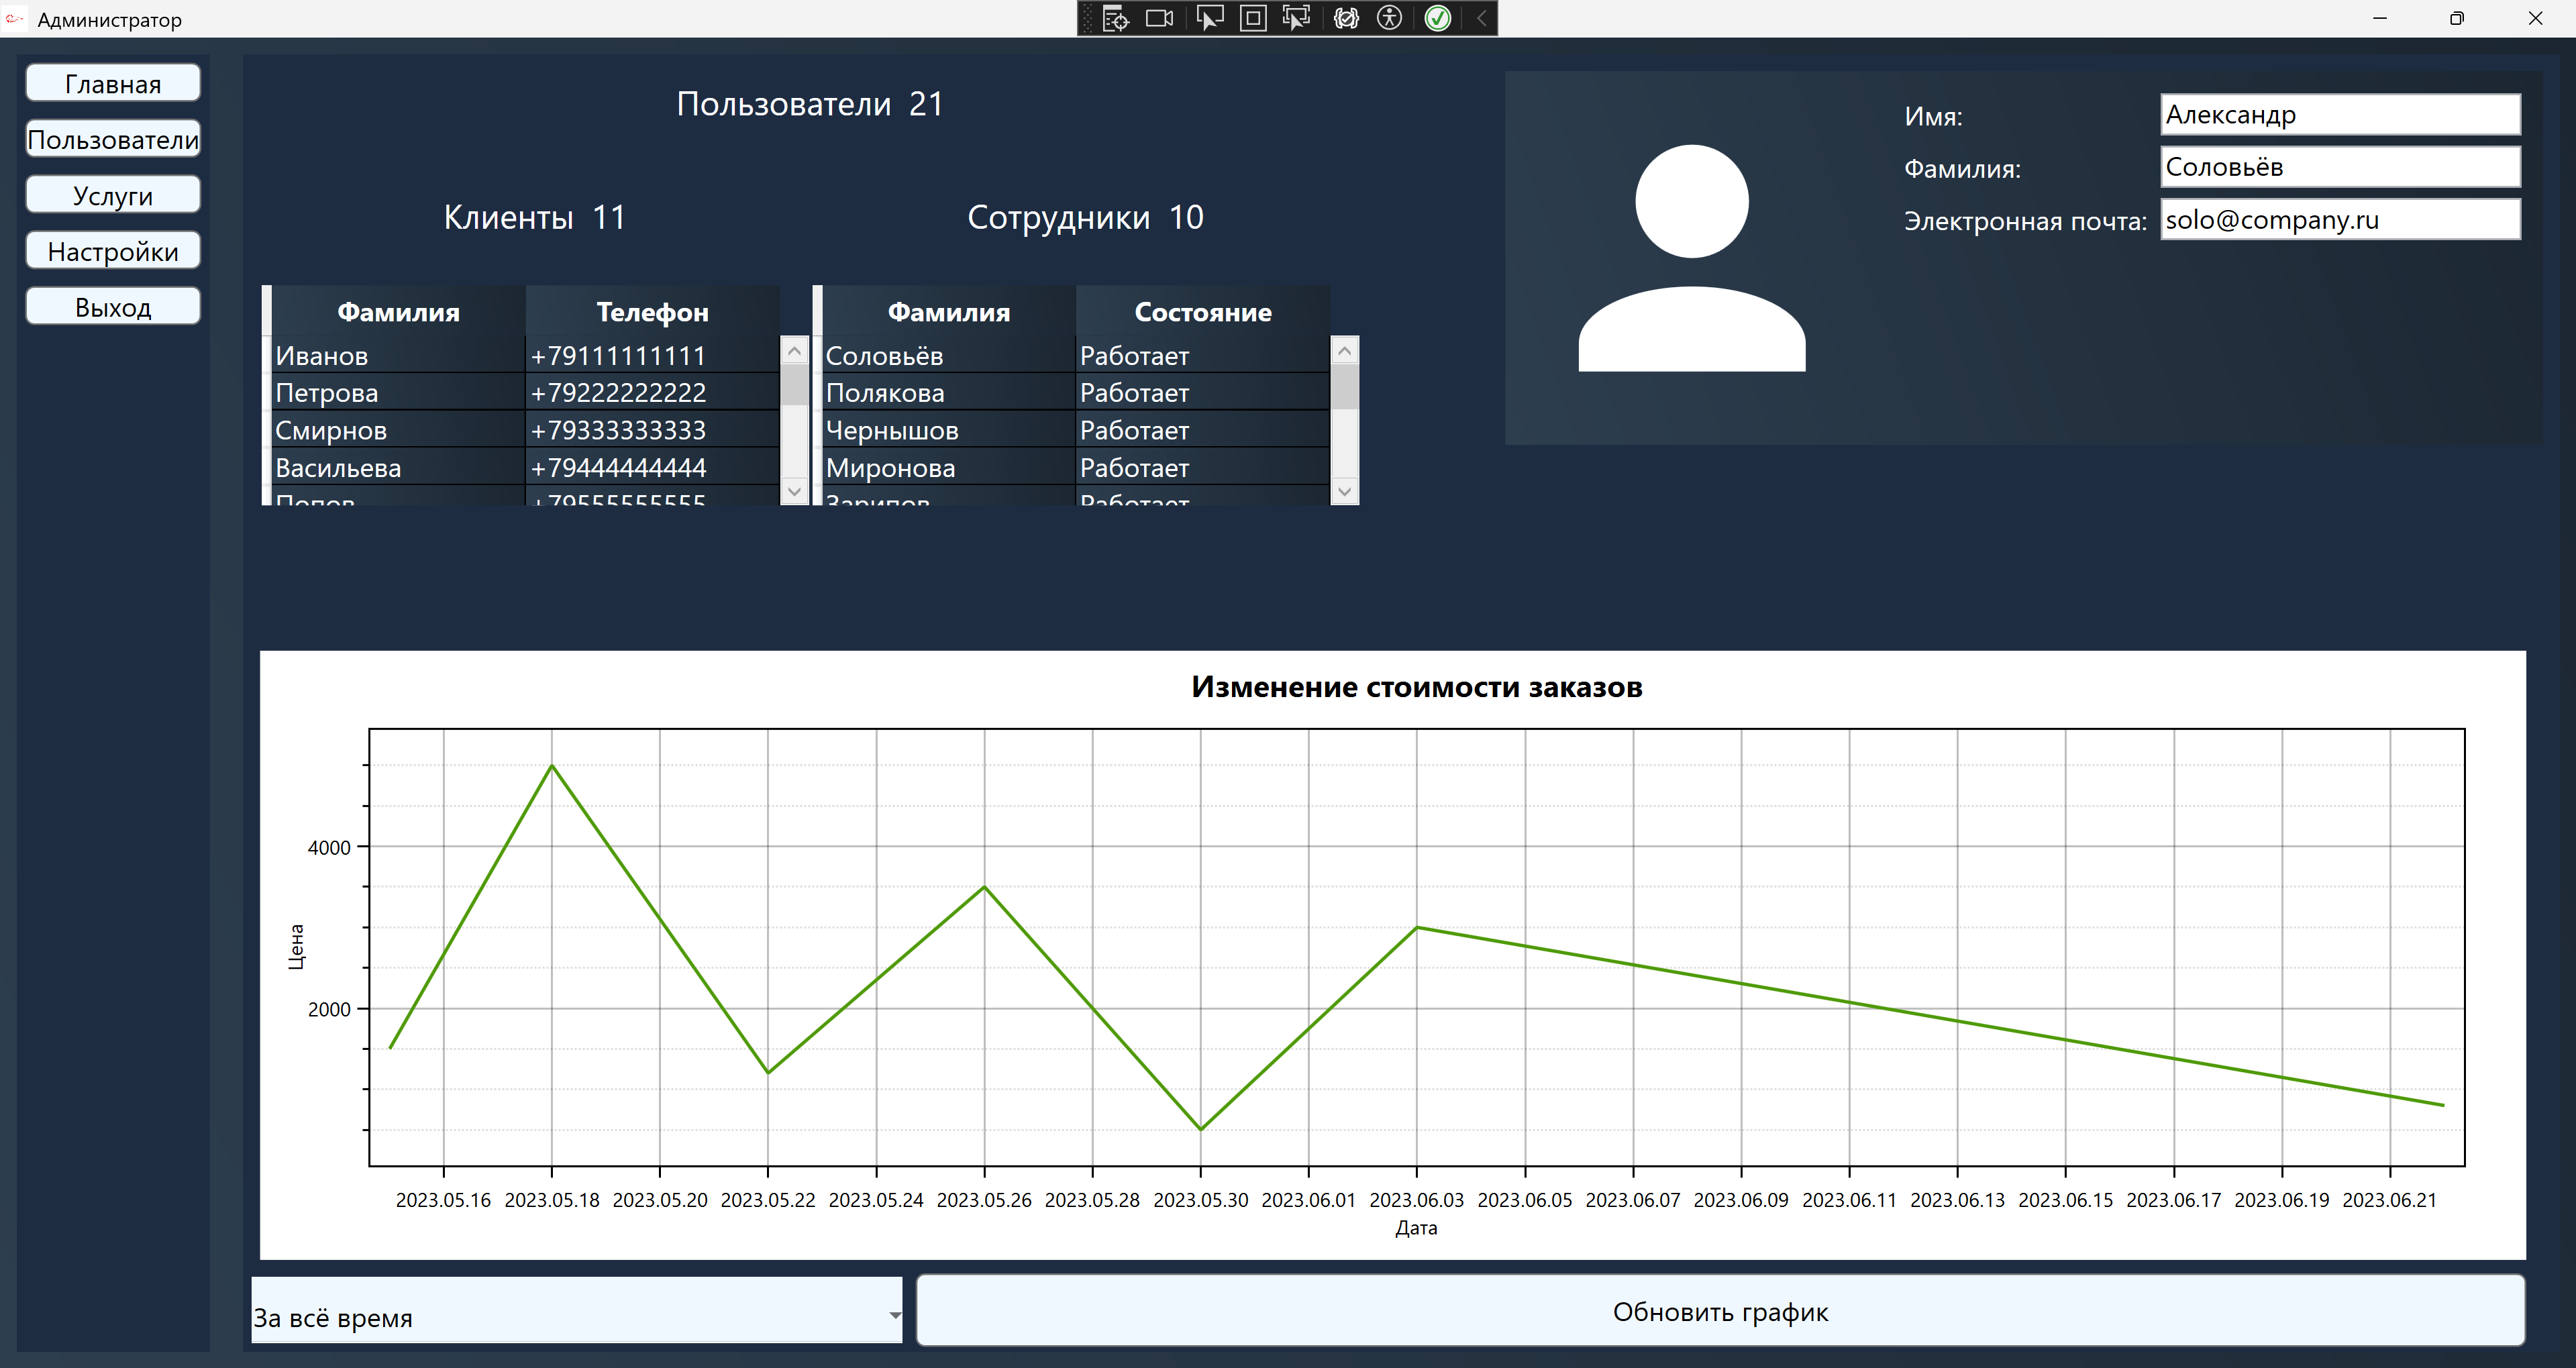 Администратор
Главная
Пользователи
Услуги
Настройки
Выход
Пользователи 21
Клиенты 11
Сотрудники 10
Фамилия Телефон
Иванов +79111111111
Петрова +79222222222
Смирнов +79333333333
Васильева +79444444444
Попов +79555555555
Фамилия Состояние
Соловьёв Работает
Полякова Работает
Чернышов Работает
Миронова Работает
Зарипов Работает
Имя: Александр
Фамилия: Соловьёв
Электронная почта: solo@company.ru
Изменение стоимости заказов
4000
2000
Цена
2023.05.16 2023.05.18 2023.05.20 2023.05.22 2023.05.24 2023.05.26 2023.05.28 2023.05.30 2023.06.01 2023.06.03 2023.06.05 2023.06.07 2023.06.09 2023.06.11 2023.06.13 2023.06.15 2023.06.17 2023.06.19 2023.06.21
Дата
За всё время
Обновить график